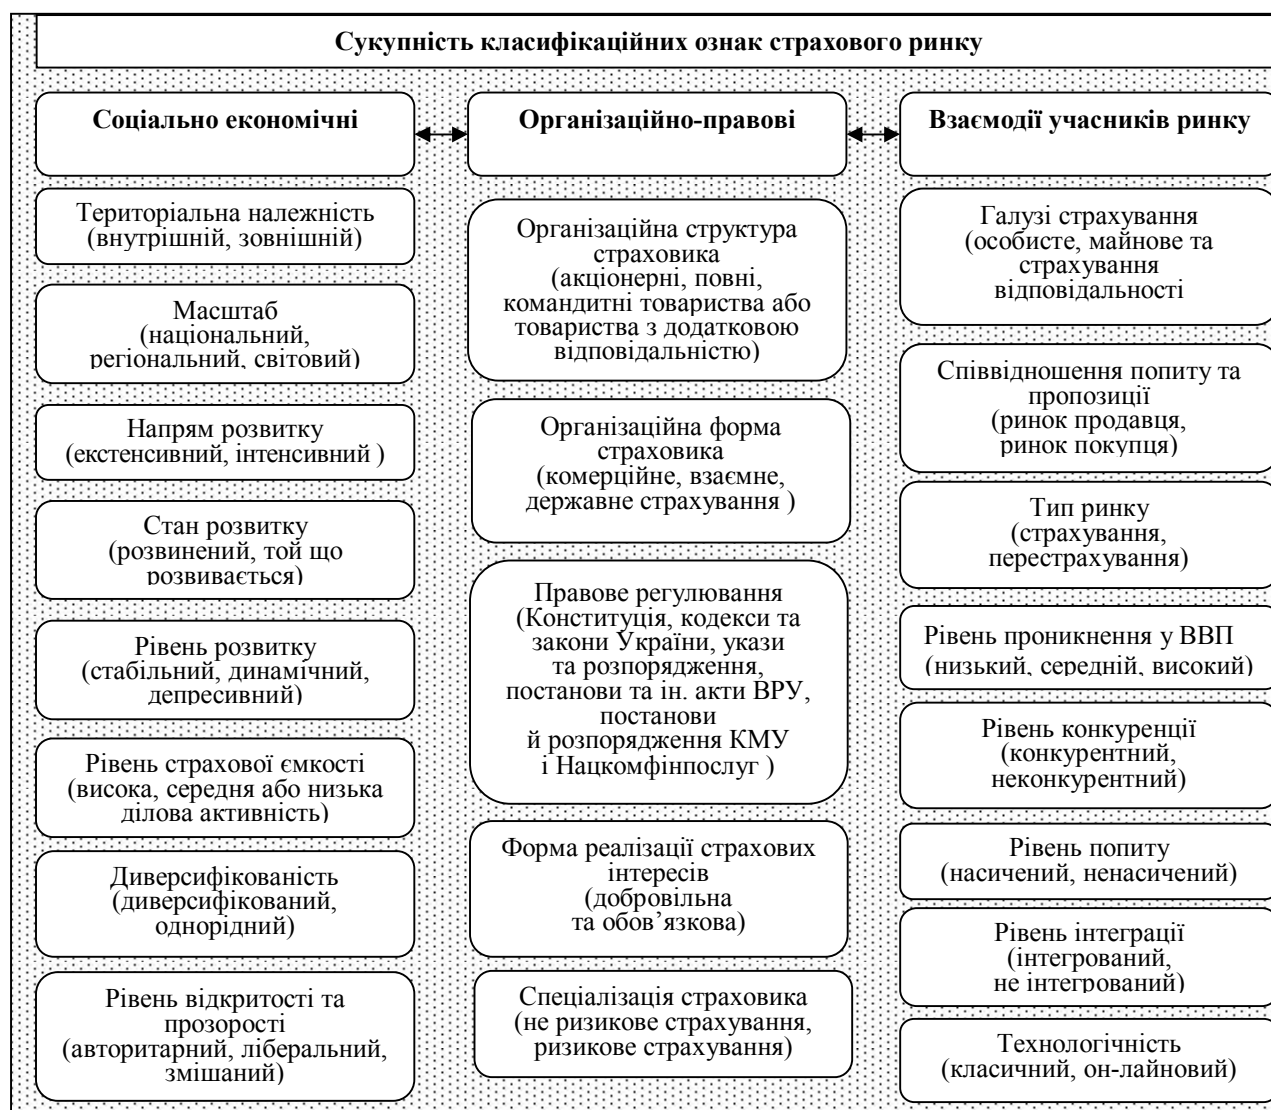 Сукупність класифікаційних ознак страхового ринку
Соціально економічні
Територіальна належність
(внутрішній, зовнішній)
Масштаб
(національний,
регіональний, світовий)
Напрям розвитку
(екстенсивний, інтенсивний )
Стан розвитку
(розвинений, той що
розвивається)
Рівень розвитку
(стабільний, динамічний,
депресивний)
Рівень страхової ємкості
(висока, середня або низька
ділова активність)
Диверсифікованість
(диверсифікований,
однорідний)
Рівень відкритості та
прозорості
(авторитарний, ліберальний,
змішаний)
Організаційно-правові
Організаційна структура
страховика
(акціонерні, повні,
командитні товариства або
товариства з додатковою
відповідальністю)
Організаційна форма
страховика
(комерційне, взаємне,
державне страхування )
Правове регулювання
(Конституція, кодекси та
закони України, укази
та розпорядження,
постанови та ін. акти ВРУ,
постанови
й розпорядження КМУ
і Нацкомфінпослуг )
Форма реалізації страхових
інтересів
(добровільна
та обов’язкова)
Спеціалізація страховика
(не ризикове страхування,
ризикове страхування)
Взаємодії учасників ринку
Галузі страхування
(особисте, майнове та
страхування
відповідальності
Співвідношення попиту та
пропозиції
(ринок продавця,
ринок покупця)
Тип ринку
(страхування,
перестрахування)
Рівень проникнення у ВВП
(низький, середній, високий)
Рівень конкуренції
(конкурентний,
неконкурентний)
Рівень попиту
(насичений, ненасичений)
Рівень інтеграції
(інтегрований,
не інтегрований)
Технологічність
(класичний, он-лайновий)